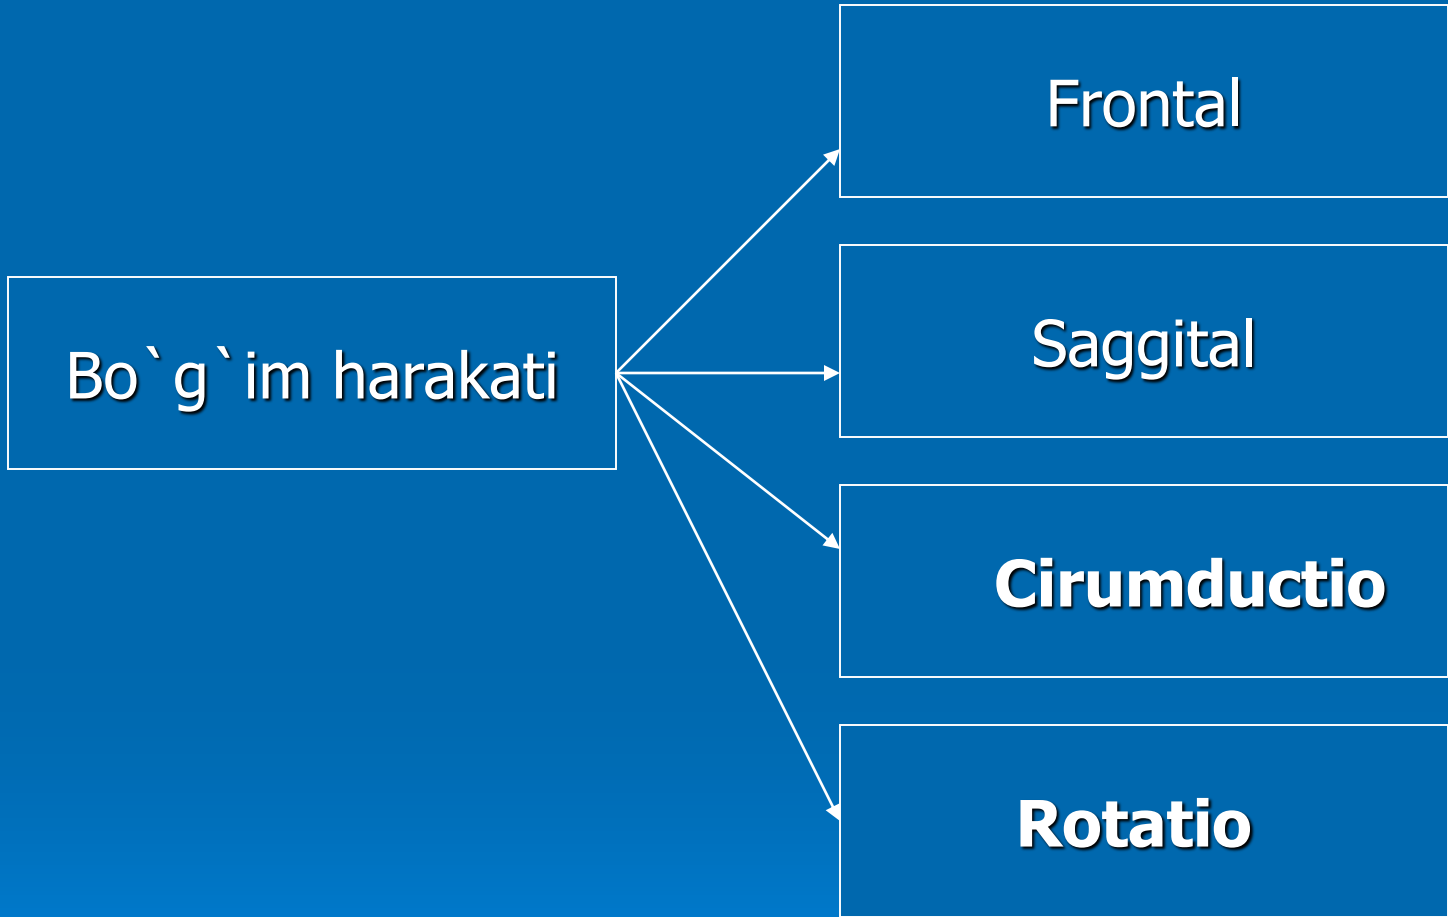 Frontal
Saggital
Bo`g`im harakati
Cirumductio
Rotatio